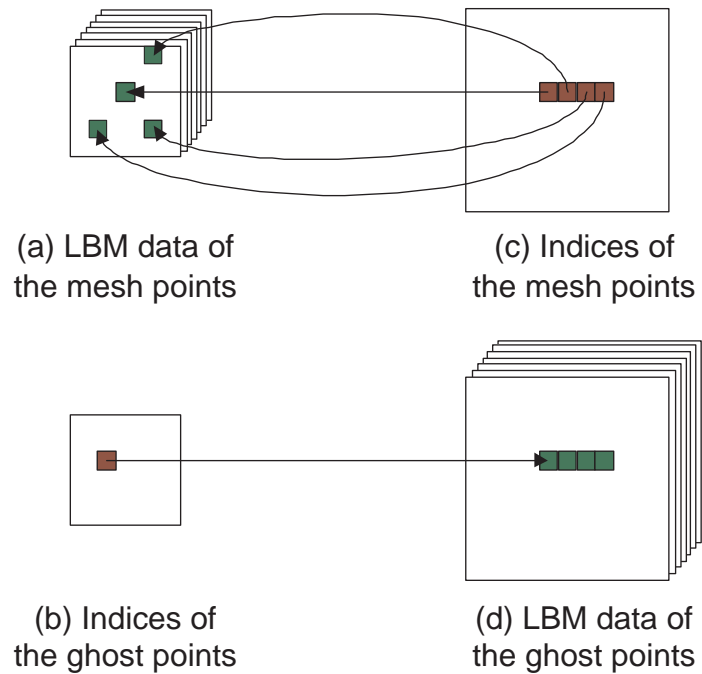 (a) LBM data of
the mesh points
(c) Indices of
the mesh points
(b) Indices of
the ghost points
(d) LBM data of
the ghost points